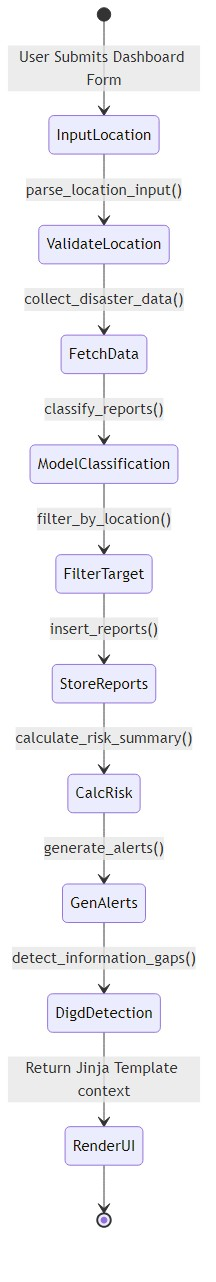 User Submits Dashboard
Form
InputLocation
parse_location_input()
ValidateLocation
collect_disaster_data()
FetchData
classify_reports()
ModelClassification
filter_by_location()
FilterTarget
insert_reports()
StoreReports
calculate_risk_summary()
CalcRisk
generate_alerts()
GenAlerts
detect_information_gaps()
DigdDetection
Return Jinja Template
context
RenderUI